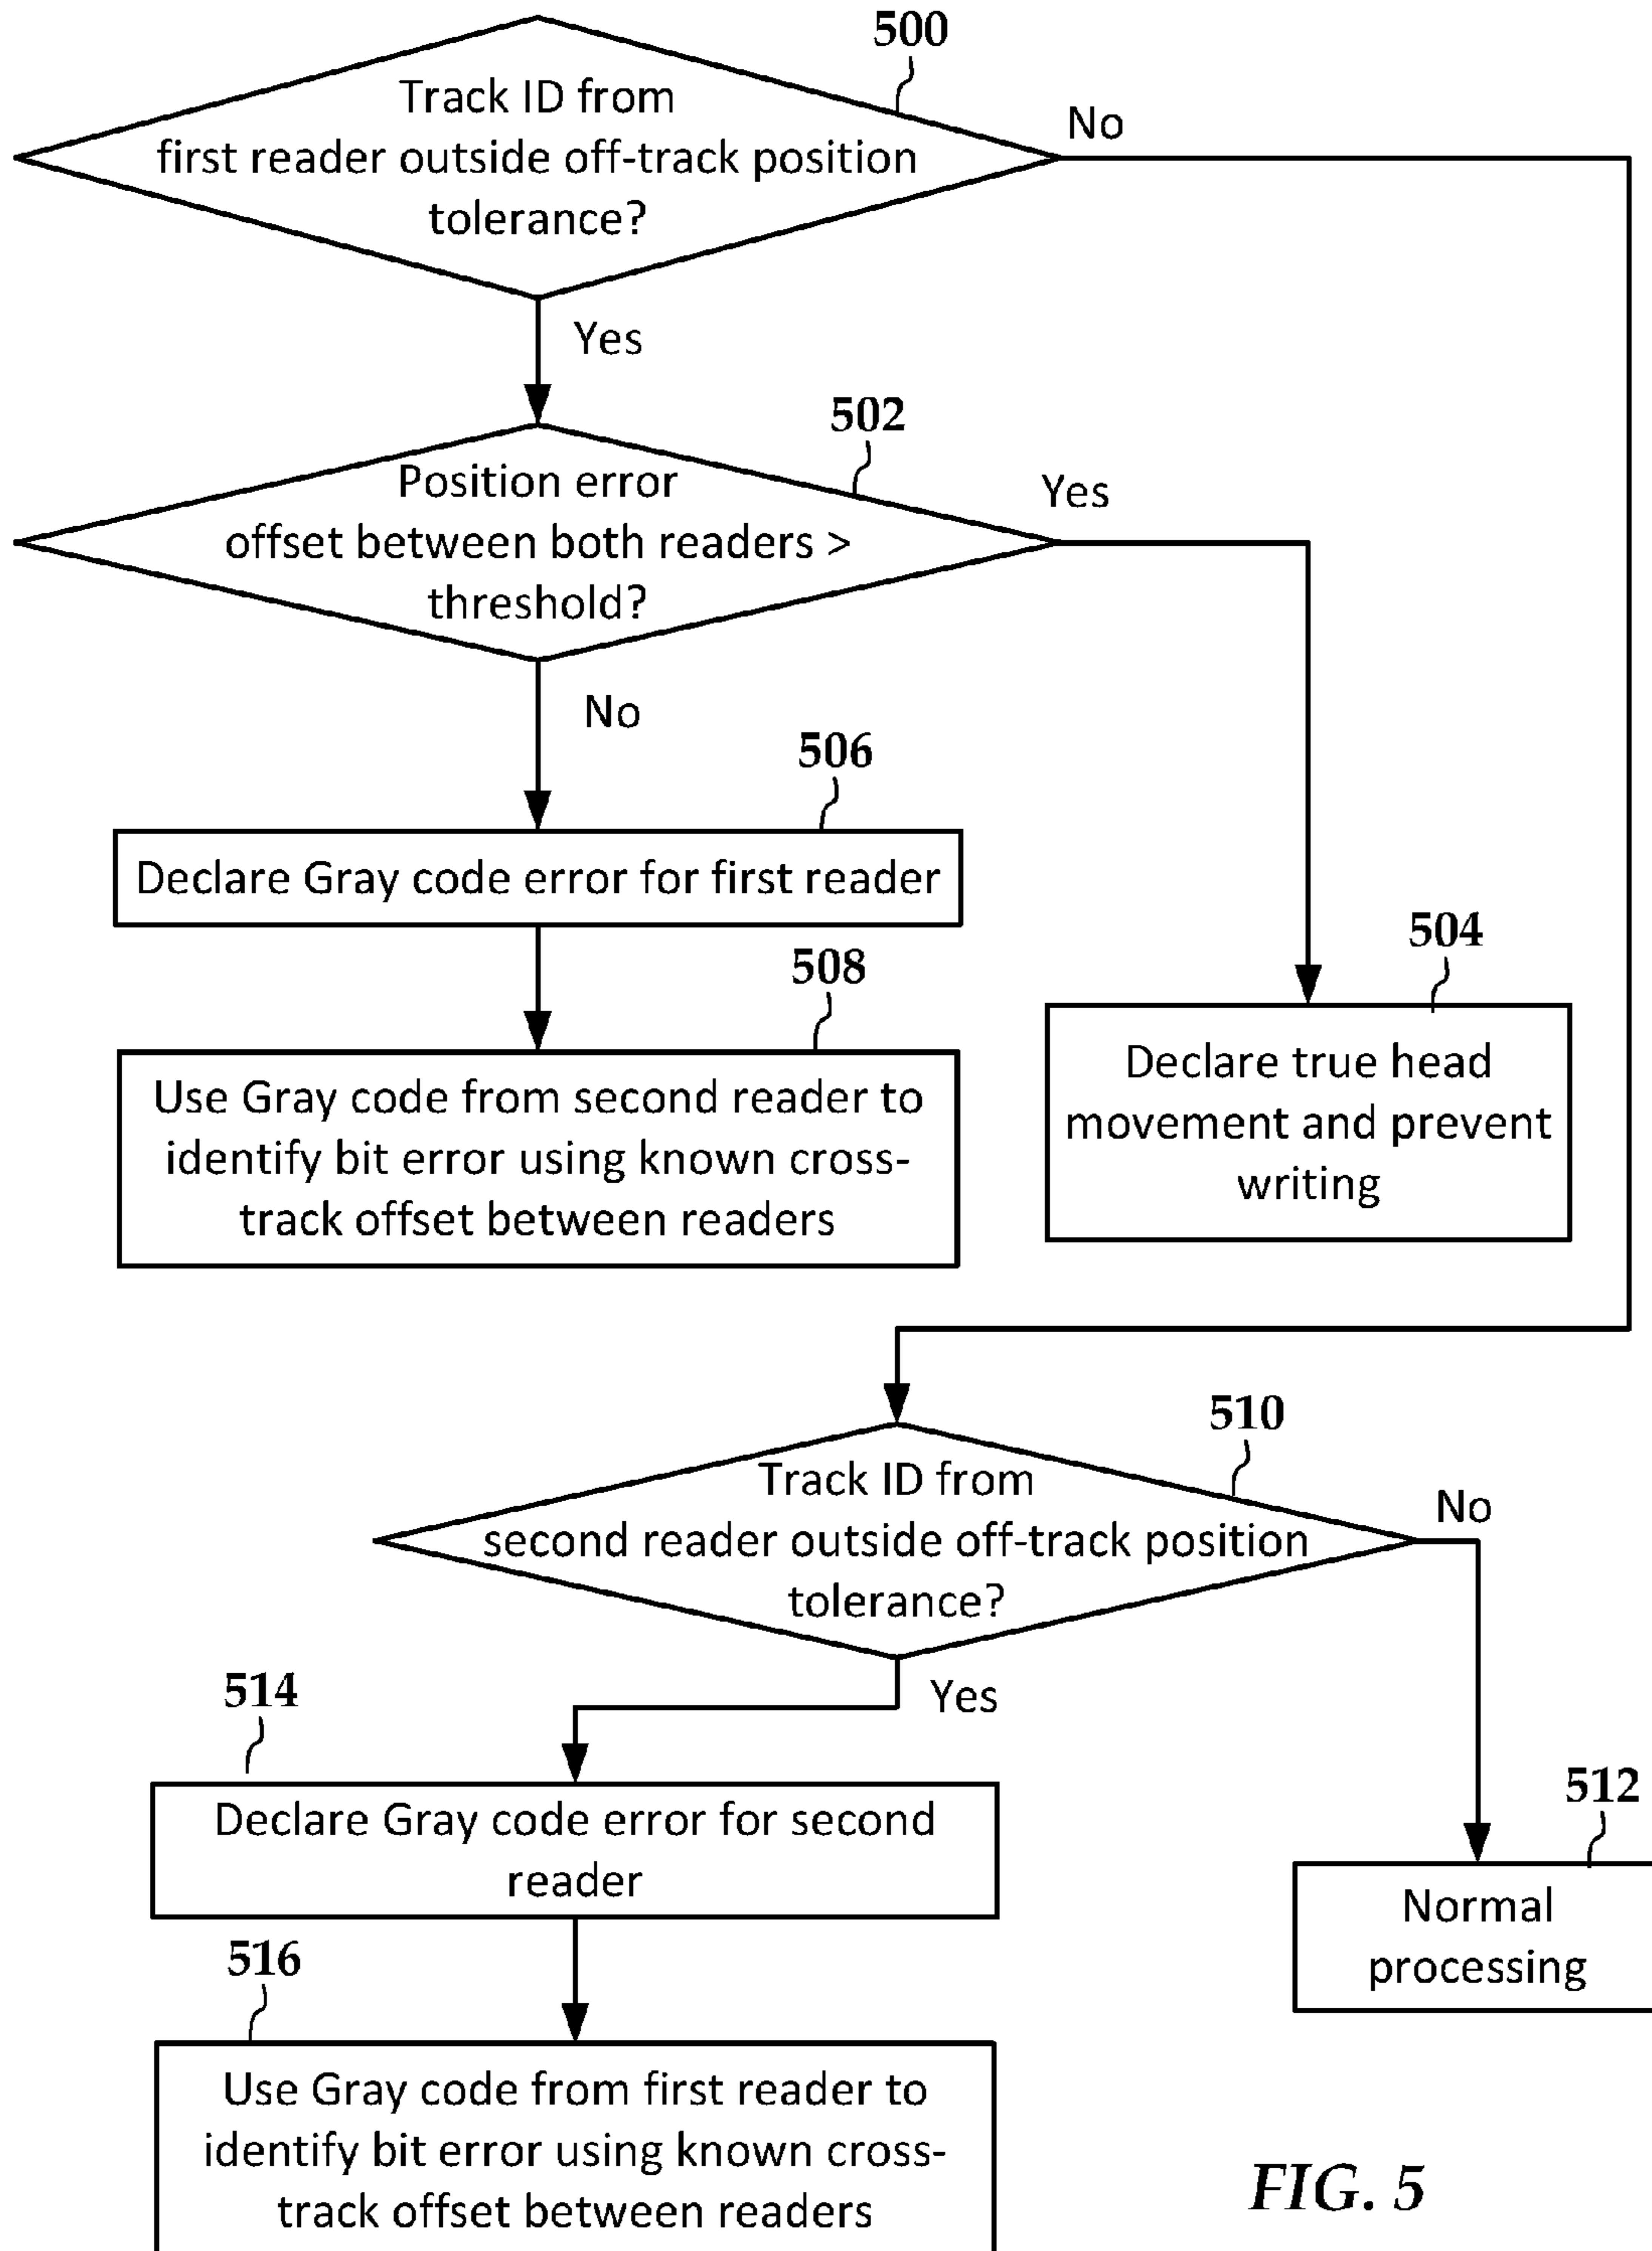 500
Track ID from
first reader outside off-track position
tolerance?
No
Yes
502
Position error
offset between both readers >
threshold?
Yes
No
506
Declare Gray code error for first reader
504
508
Declare true head
movement and prevent
writing
Use Gray code from second reader to
identify bit error using known cross-
track offset between readers
510
Track ID from
second reader outside off-track position
tolerance?
No
Yes
514
Declare Gray code error for second
reader
512
Normal
processing
516
Use Gray code from first reader to
identify bit error using known cross-
track offset between readers
FIG. 5